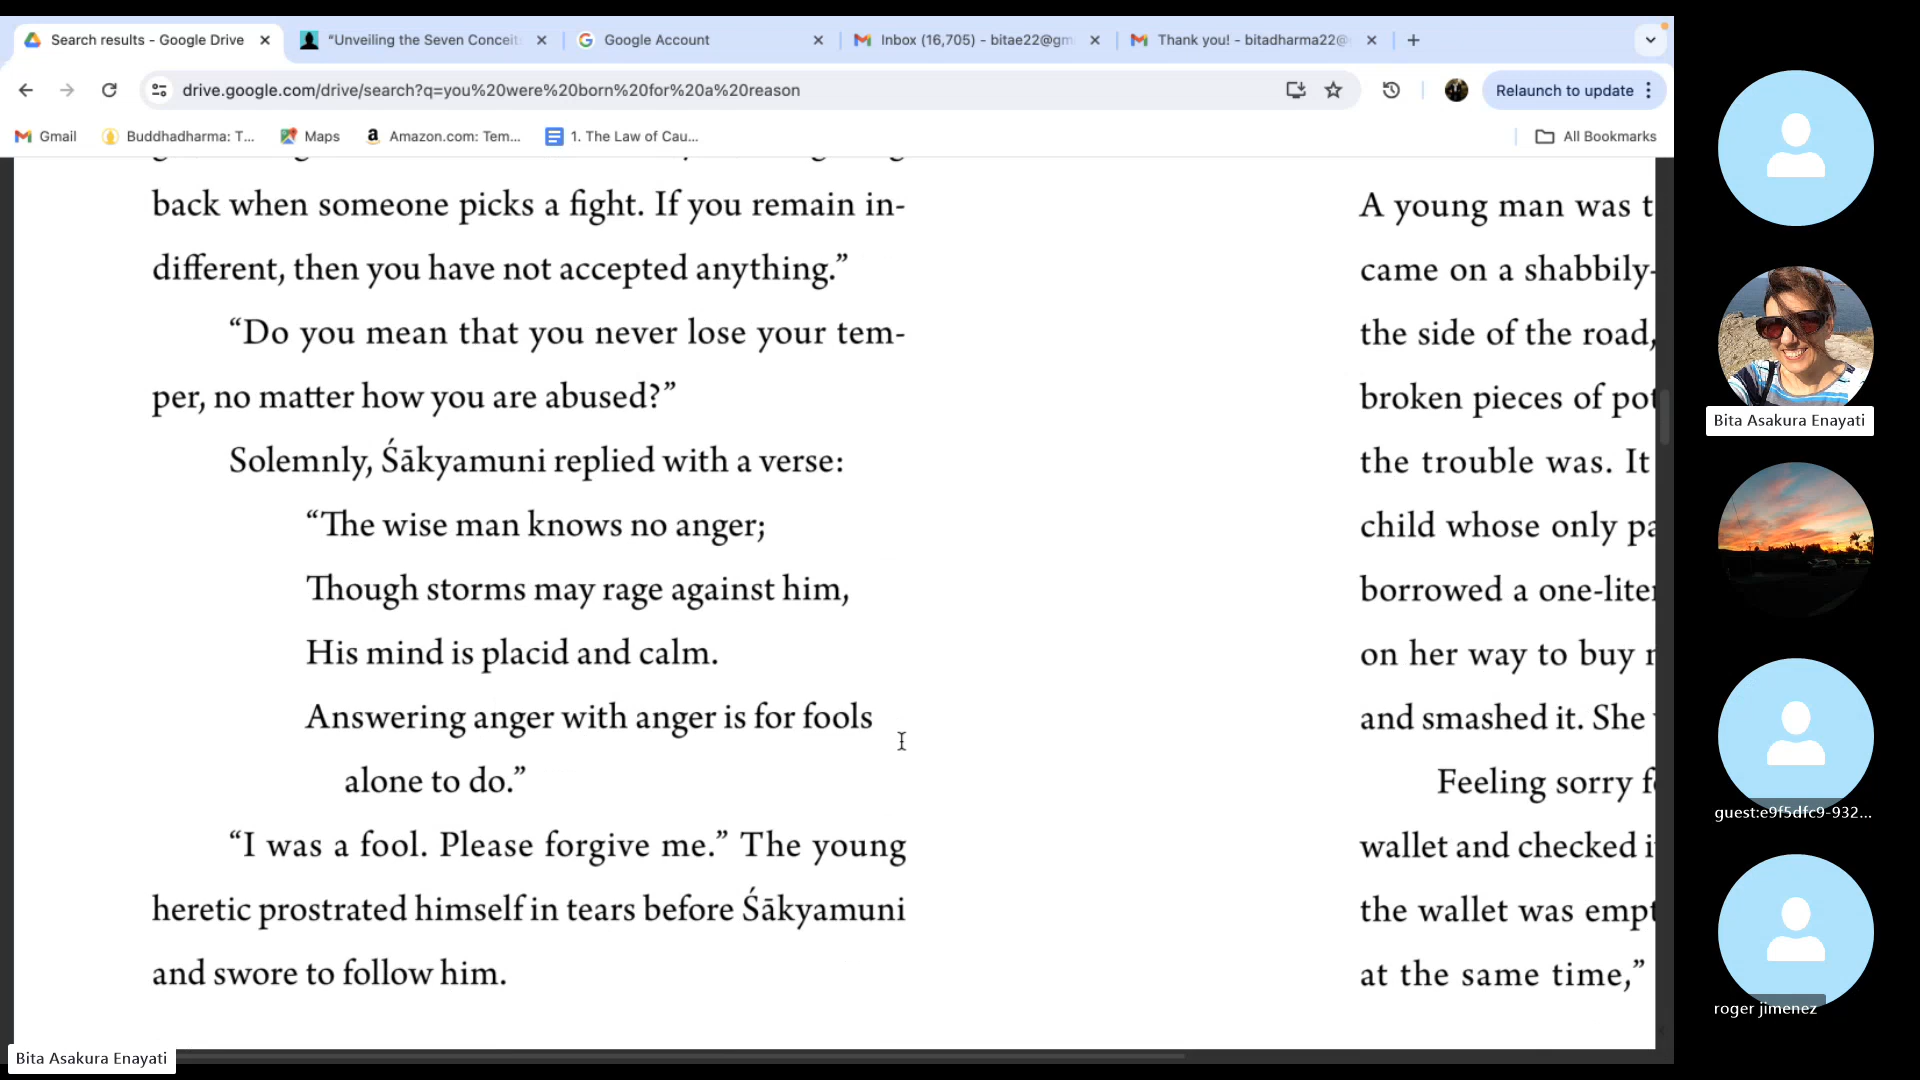 Search results - Google Drive
“Unveiling the Seven Conceit
Google Account
Inbox (16,705) - bitae22@gm
Thank you! - bitadharma22@
drive.google.com/drive/search?q=you%20were%20born%20for%20a%20reason
Relaunch to update
Gmail
Buddhadharma: T...
Maps
Amazon.com: Tem...
1. The Law of Cau...
All Bookmarks
back when someone picks a fight. If you remain in-
different, then you have not accepted anything.”
“Do you mean that you never lose your tem-
per, no matter how you are abused?”
Solemnly, Śākyamuni replied with a verse:
“The wise man knows no anger;
Though storms may rage against him,
His mind is placid and calm.
Answering anger with anger is for fools
alone to do.”
“I was a fool. Please forgive me.” The young
heretic prostrated himself in tears before Śākyamuni
and swore to follow him.
A young man was t
came on a shabbily-
the side of the road,
broken pieces of pot
the trouble was. It
child whose only pa
borrowed a one-liter
on her way to buy
and smashed it. She
Feeling sorry f
wallet and checked i
the wallet was empt
at the same time,”
Bita Asakura Enayati
guest:e9f5dfc9-932...
roger jimenez
Bita Asakura Enayati